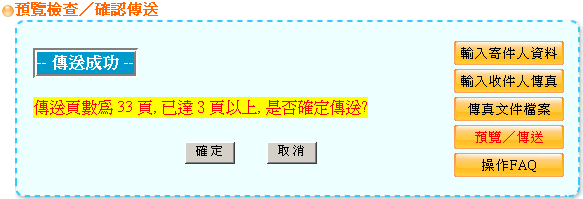 預覽檢查／確認傳送
-- 傳送成功 --
傳送頁數為 33 頁, 已達 3 頁以上, 是否確定傳送?
確定
取消
輸入寄件人資料
輸入收件人傳真
傳真文件檔案
預覽／傳送
操作FAQ